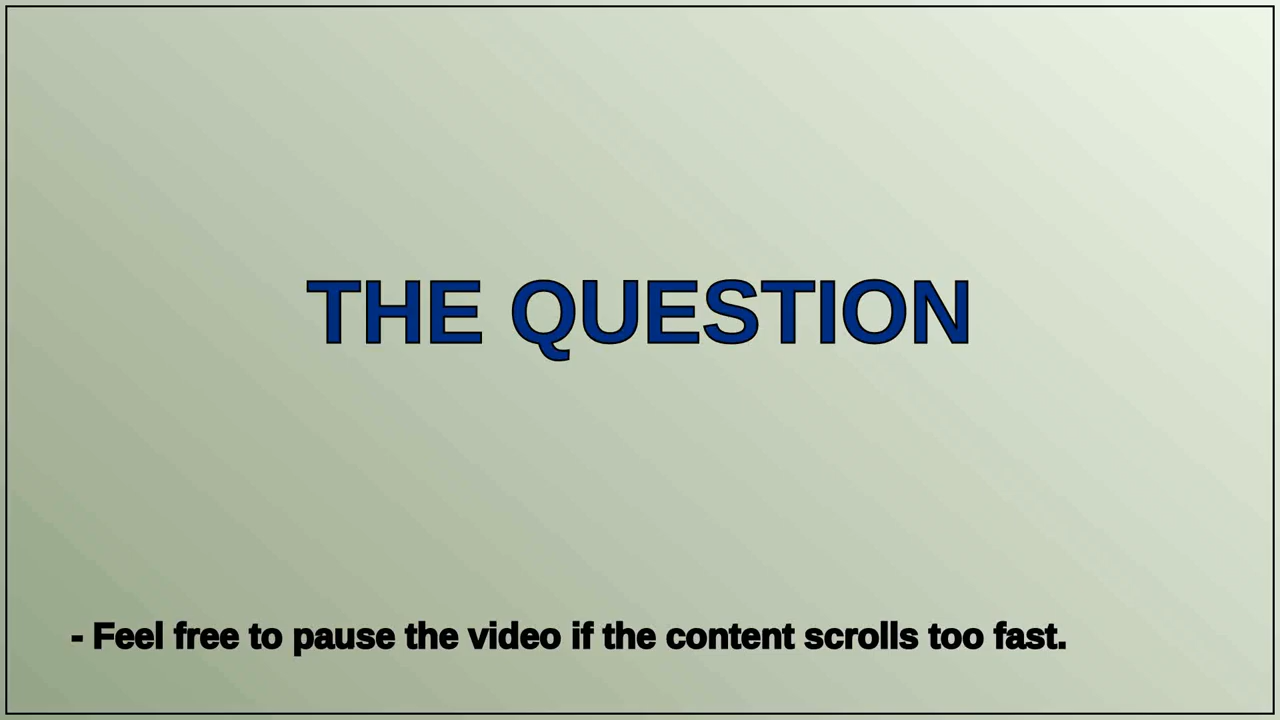 THE QUESTION
- Feel free to pause the video if the content scrolls too fast.